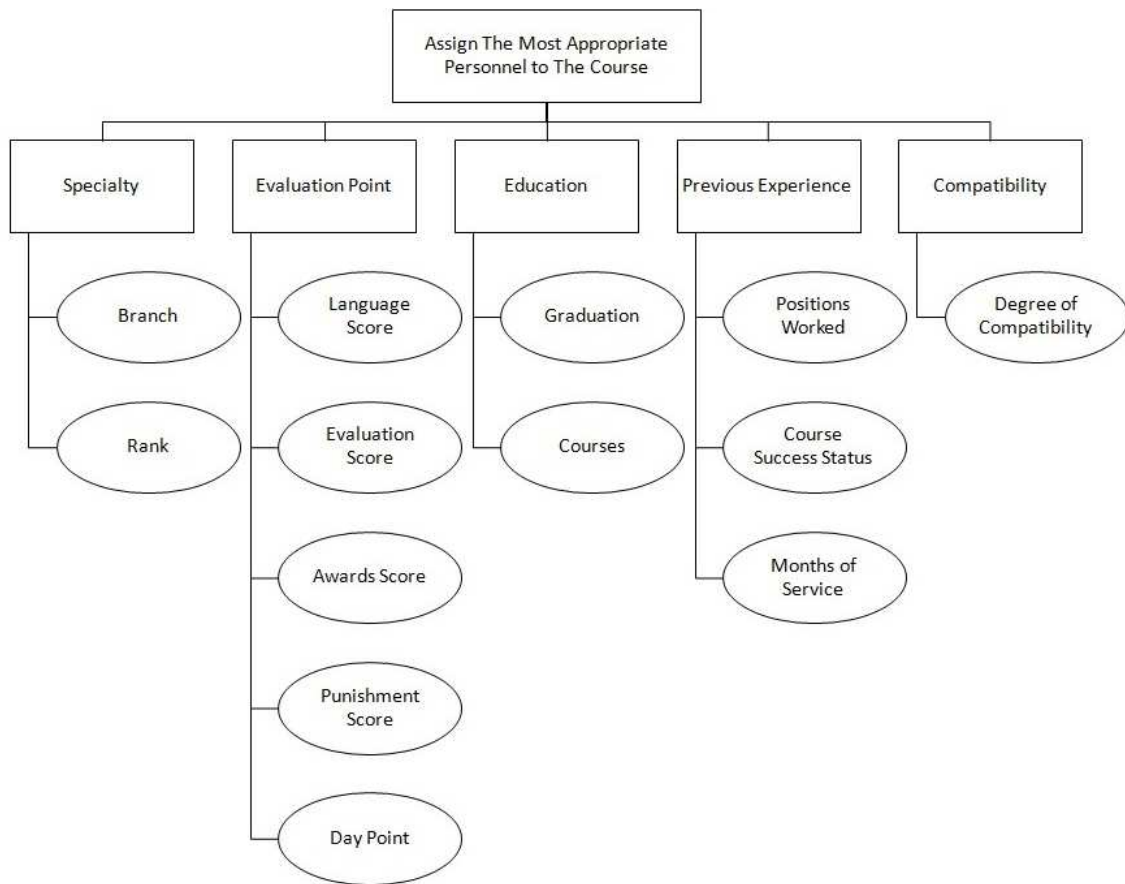 Assign The Most Appropriate
Personnel to The Course
Specialty
Evaluation Point
Education
Previous Experience
Compatibility
Branch
Language
Score
Graduation
Positions
Worked
Degree of
Compatibility
Rank
Evaluation
Score
Courses
Course
Success Status
Awards Score
Months of
Service
Punishment
Score
Day Point